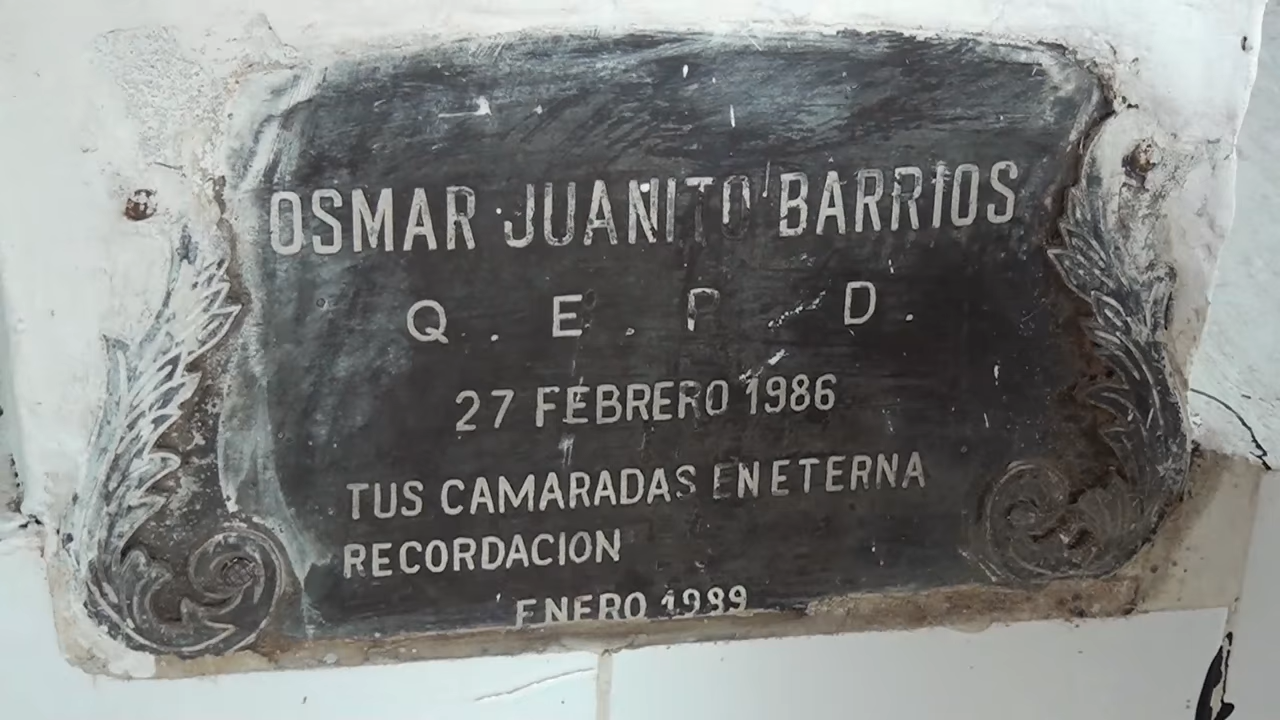 OSMAR JUANITO BARRIOS
Q. E. P. D.
27 FEBRERO 1986
TUS CAMARADAS EN ETERNA
RECORDACION
ENERO 1989